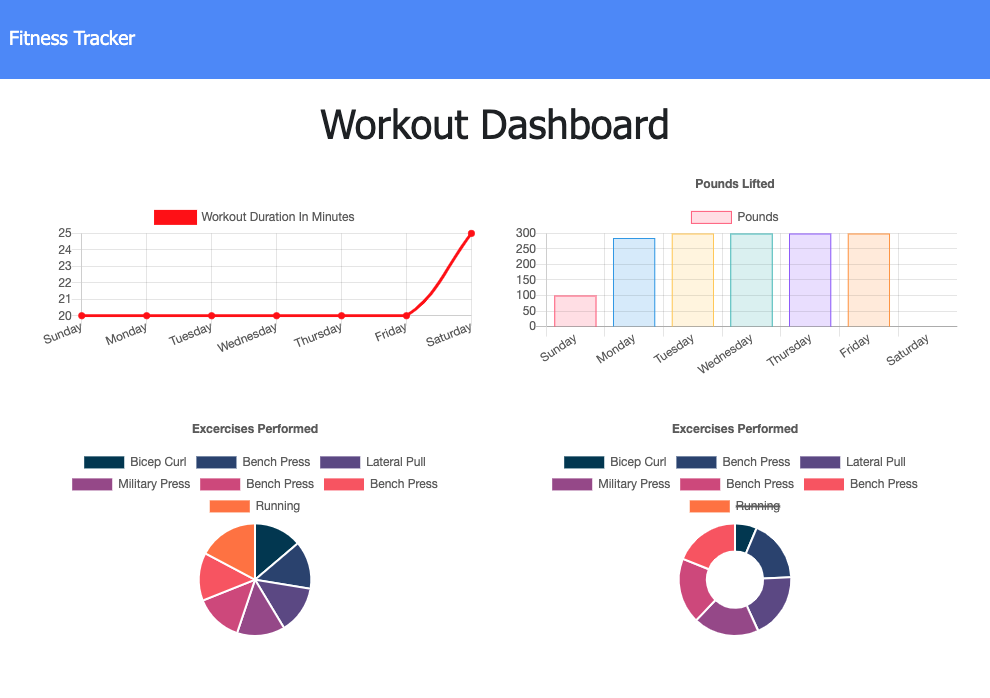 Fitness Tracker
Workout Dashboard
Workout Duration In Minutes
25
24
23
22
21
20
Sunday Monday Tuesday Wednesday Thursday Friday Saturday
Pounds Lifted
Pounds
300
250
200
150
100
50
0
Sunday Monday Tuesday Wednesday Thursday Friday Saturday
Excercises Performed
Bicep Curl Bench Press Lateral Pull
Military Press Bench Press Bench Press
Running
Excercises Performed
Bicep Curl Bench Press Lateral Pull
Military Press Bench Press Bench Press
Running